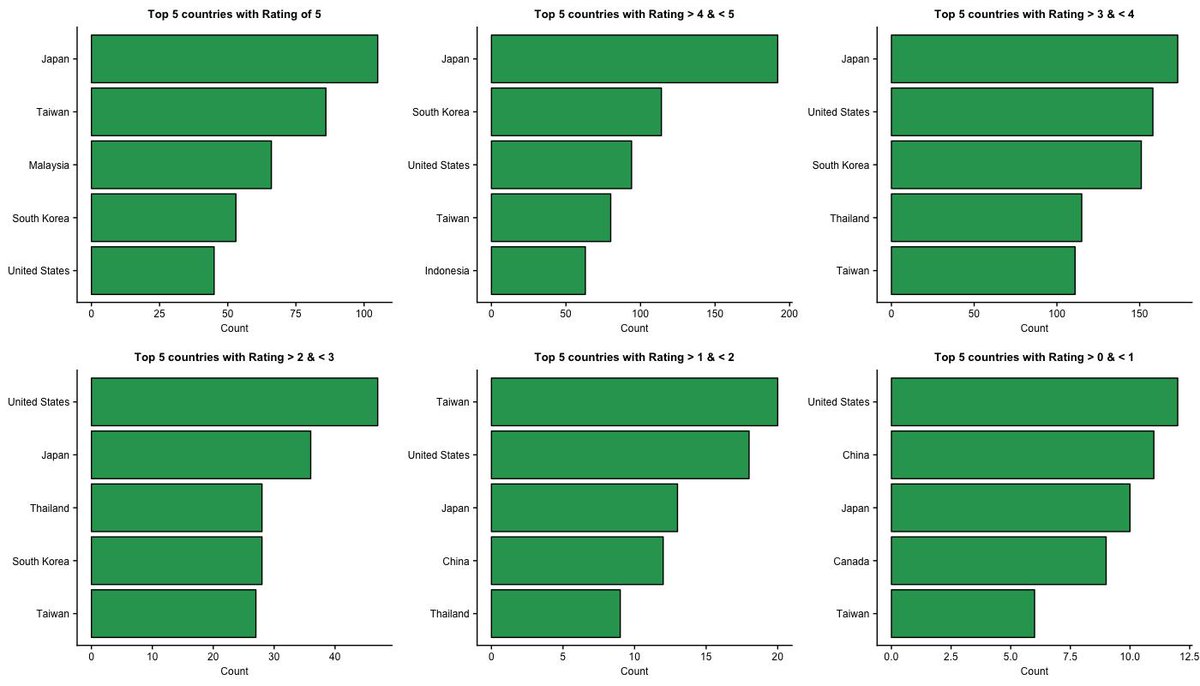 Top 5 countries with Rating of 5
Japan
Taiwan
Malaysia
South Korea
United States
0 25 50 75 100
Count
Top 5 countries with Rating > 4 & < 5
Japan
South Korea
United States
Taiwan
Indonesia
0 50 100 150 200
Count
Top 5 countries with Rating > 3 & < 4
Japan
United States
South Korea
Thailand
Taiwan
0 50 100 150
Count
Top 5 countries with Rating > 2 & < 3
United States
Japan
Thailand
South Korea
Taiwan
0 10 20 30 40
Count
Top 5 countries with Rating > 1 & < 2
Taiwan
United States
Japan
China
Thailand
0 5 10 15 20
Count
Top 5 countries with Rating > 0 & < 1
United States
China
Japan
Canada
Taiwan
0.0 2.5 5.0 7.5 10.0 12.5
Count